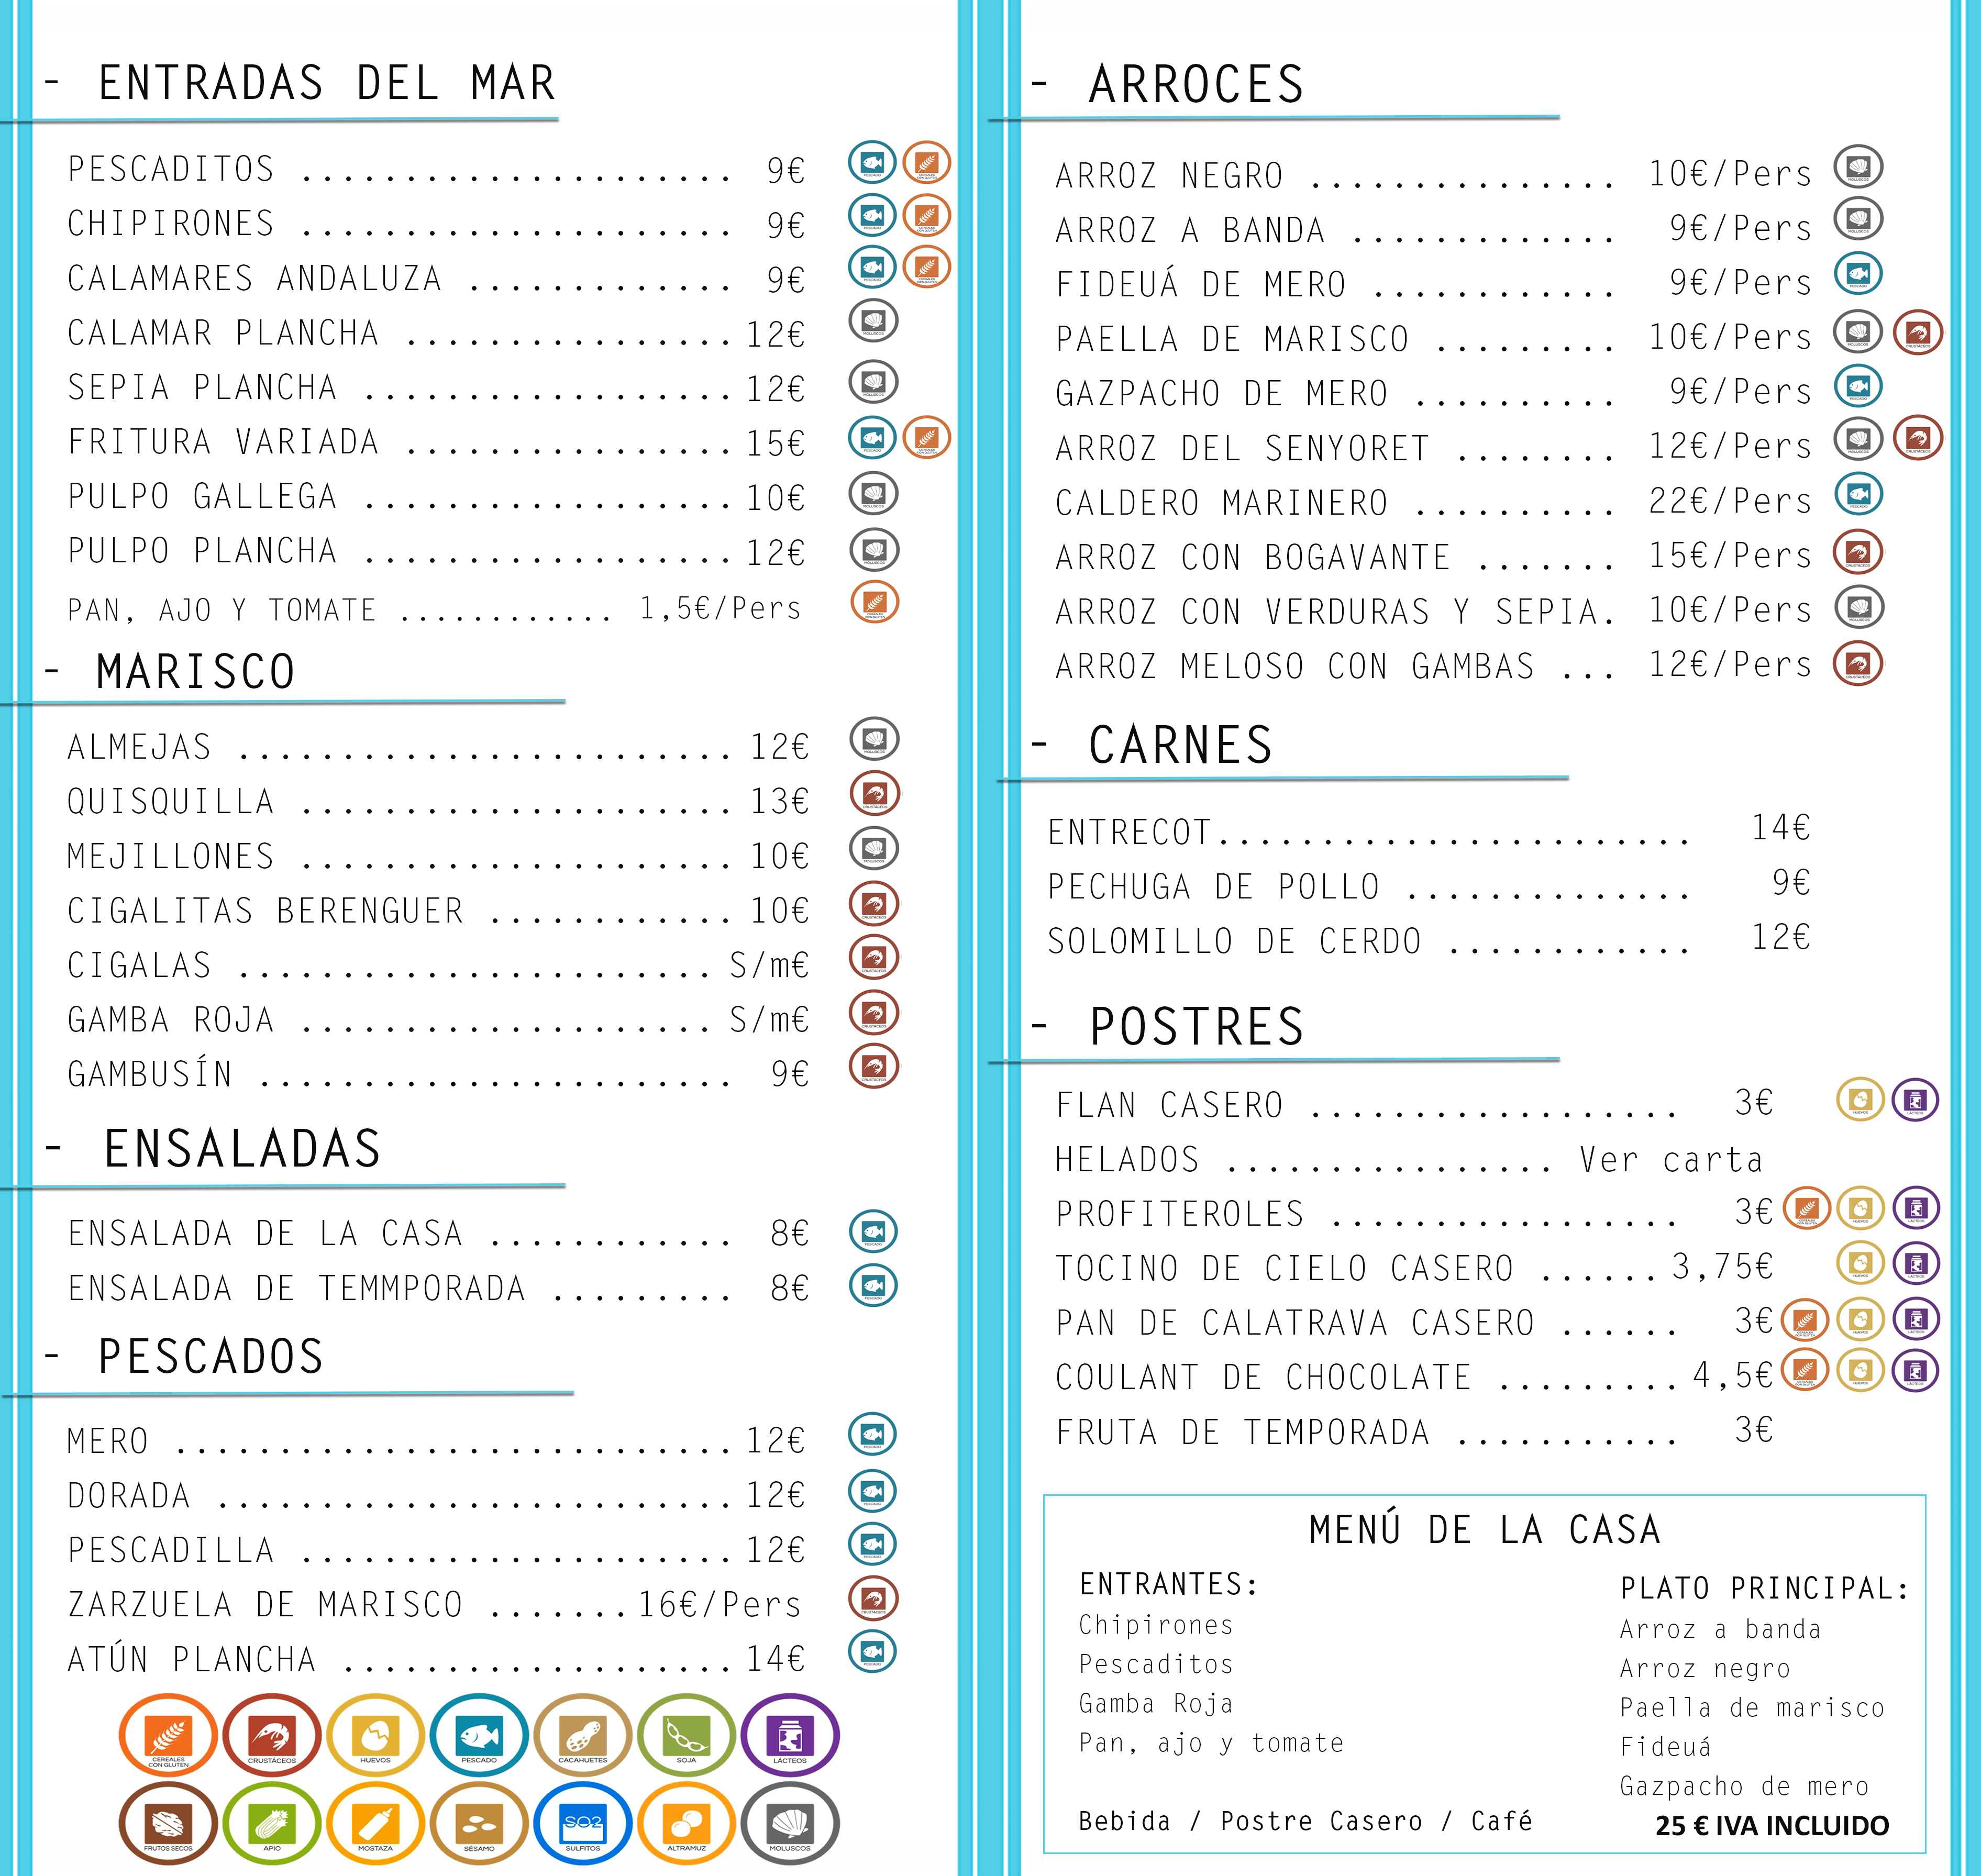 - ENTRADAS DEL MAR
PESCADITOS ..................... 9€
CHIPIRONES ..................... 9€
CALAMARES ANDALUZA ............. 9€
CALAMAR PLANCHA ................ 12€
SEPIA PLANCHA .................. 12€
FRITURA VARIADA ................ 15€
PULPO GALLEGA .................. 10€
PULPO PLANCHA .................. 12€
PAN, AJO Y TOMATE ............ 1,5€/Pers
- MARISCO
ALMEJAS ........................ 12€
QUISQUILLA ..................... 13€
MEJILLONES ..................... 10€
CIGALITAS BERENGUER ............ 10€
CIGALAS ....................... S/m€
GAMBA ROJA .................... S/m€
GAMBUSÍN ....................... 9€
- ENSALADAS
ENSALADA DE LA CASA ............ 8€
ENSALADA DE TEMMPORADA ......... 8€
- PESCADOS
MERO ........................... 12€
DORADA ......................... 12€
PESCADILLA ..................... 12€
ZARZUELA DE MARISCO ....... 16€/Pers
ATÚN PLANCHA ................... 14€
CEREALES CON GLUTEN CRUSTÁCEOS HUEVOS PESCADO CACAHUETES SOJA LÁCTEOS
FRUTOS SECOS APIO MOSTAZA SÉSAMO SO2 SULFITOS ALTRAMUZ MOLUSCOS
- ARROCES
ARROZ NEGRO ............... 10€/Pers
ARROZ A BANDA ............. 9€/Pers
FIDEUÁ DE MERO ............ 9€/Pers
PAELLA DE MARISCO ......... 10€/Pers
GAZPACHO DE MERO .......... 9€/Pers
ARROZ DEL SENYORET ........ 12€/Pers
CALDERO MARINERO .......... 22€/Pers
ARROZ CON BOGAVANTE ....... 15€/Pers
ARROZ CON VERDURAS Y SEPIA. 10€/Pers
ARROZ MELOSO CON GAMBAS ... 12€/Pers
- CARNES
ENTRECOT....................... 14€
PECHUGA DE POLLO .............. 9€
SOLOMILLO DE CERDO ............ 12€
- POSTRES
FLAN CASERO .................. 3€
HELADOS ................ Ver carta
PROFITEROLES ................. 3€
TOCINO DE CIELO CASERO ...... 3,75€
PAN DE CALATRAVA CASERO ...... 3€
COULANT DE CHOCOLATE ......... 4,5€
FRUTA DE TEMPORADA ........... 3€
MENÚ DE LA CASA
ENTRANTES:
Chipirones
Pescaditos
Gamba Roja
Pan, ajo y tomate
PLATO PRINCIPAL:
Arroz a banda
Arroz negro
Paella de marisco
Fideuá
Gazpacho de mero
Bebida / Postre Casero / Café
25 € IVA INCLUIDO